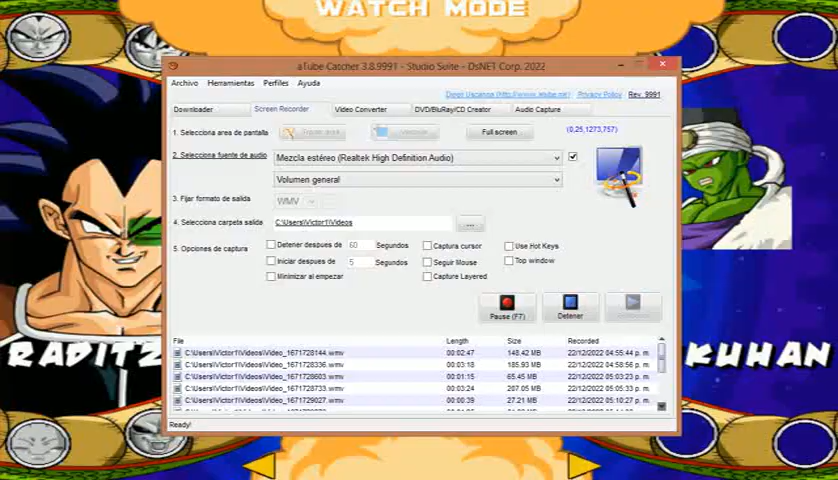 WATCH MODE
aTube Catcher 3.8.9991 - Studio Suite - DsNET Corp. 2022
Archivo Herramientas Perfiles Ayuda
Privacy Policy Rev. 9991
Downloader Screen Recorder Video Converter DVD/BluRay/CD Creator Audio Capture
1. Selecciona area de pantalla Full screen (0,25,1273,757)
2. Selecciona fuente de audio Mezcla estéreo (Realtek High Definition Audio)
Volumen general
3. Fijar formato de salida WMV
4. Selecciona carpeta salida C:\Users\Victor1\Videos ...
5. Opciones de captura Detener despues de 60 Segundos Captura cursor Use Hot Keys
Iniciar despues de 5 Segundos Seguir Mouse Top window
Minimizar al empezar Capture Layered
Pause (F7) Detener
RADITZ KUHAN
File Length Size Recorded
C:\Users\Victor1\Videos\Video_1671728144.wmv 00:02:47 148.42 MB 22/12/2022 04:55:44 p. m.
C:\Users\Victor1\Videos\Video_1671728336.wmv 00:03:18 185.93 MB 22/12/2022 04:58:56 p. m.
C:\Users\Victor1\Videos\Video_1671728603.wmv 00:01:15 65.45 MB 22/12/2022 05:03:23 p. m.
C:\Users\Victor1\Videos\Video_1671728733.wmv 00:03:24 207.05 MB 22/12/2022 05:05:33 p. m.
C:\Users\Victor1\Videos\Video_1671729027.wmv 00:00:39 27.21 MB 22/12/2022 05:10:27 p. m.
Ready!